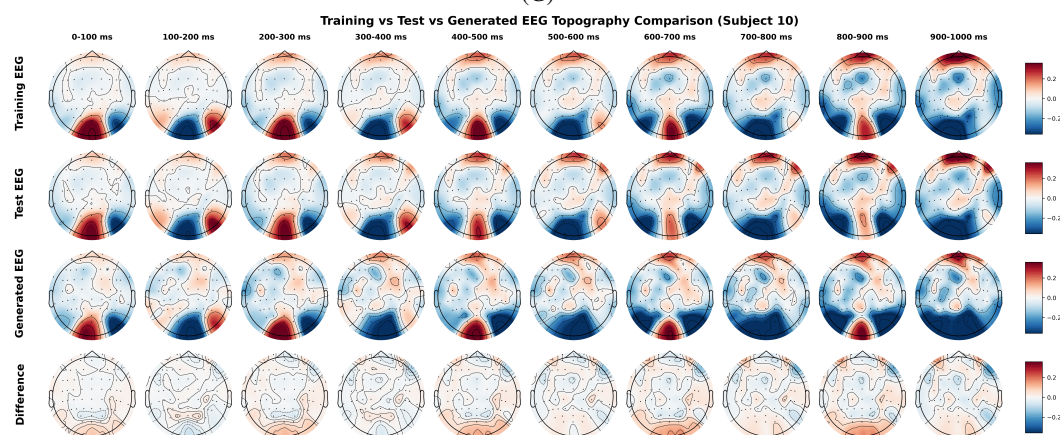 (C)
Training vs Test vs Generated EEG Topography Comparison (Subject 10)
0-100 ms 100-200 ms 200-300 ms 300-400 ms 400-500 ms 500-600 ms 600-700 ms 700-800 ms 800-900 ms 900-1000 ms
Training EEG
0.2
0.0
−0.2
Test EEG
0.2
0.0
−0.2
Generated EEG
0.2
0.0
−0.2
Difference
0.2
0.0
−0.2